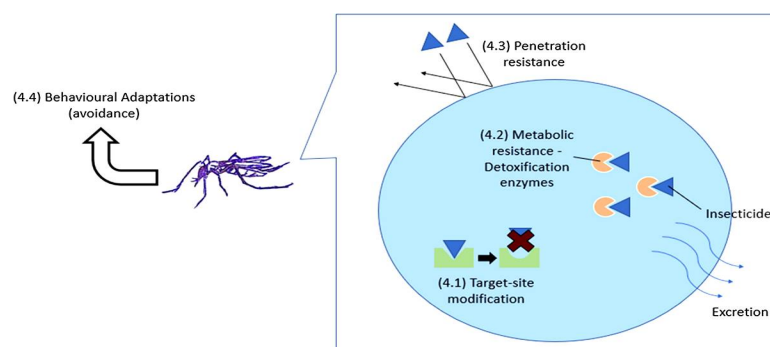 (4.4) Behavioural Adaptations
(avoidance)
(4.3) Penetration
resistance
(4.2) Metabolic
resistance -
Detoxification
enzymes
Insecticide
(4.1) Target-site
modification
Excretion